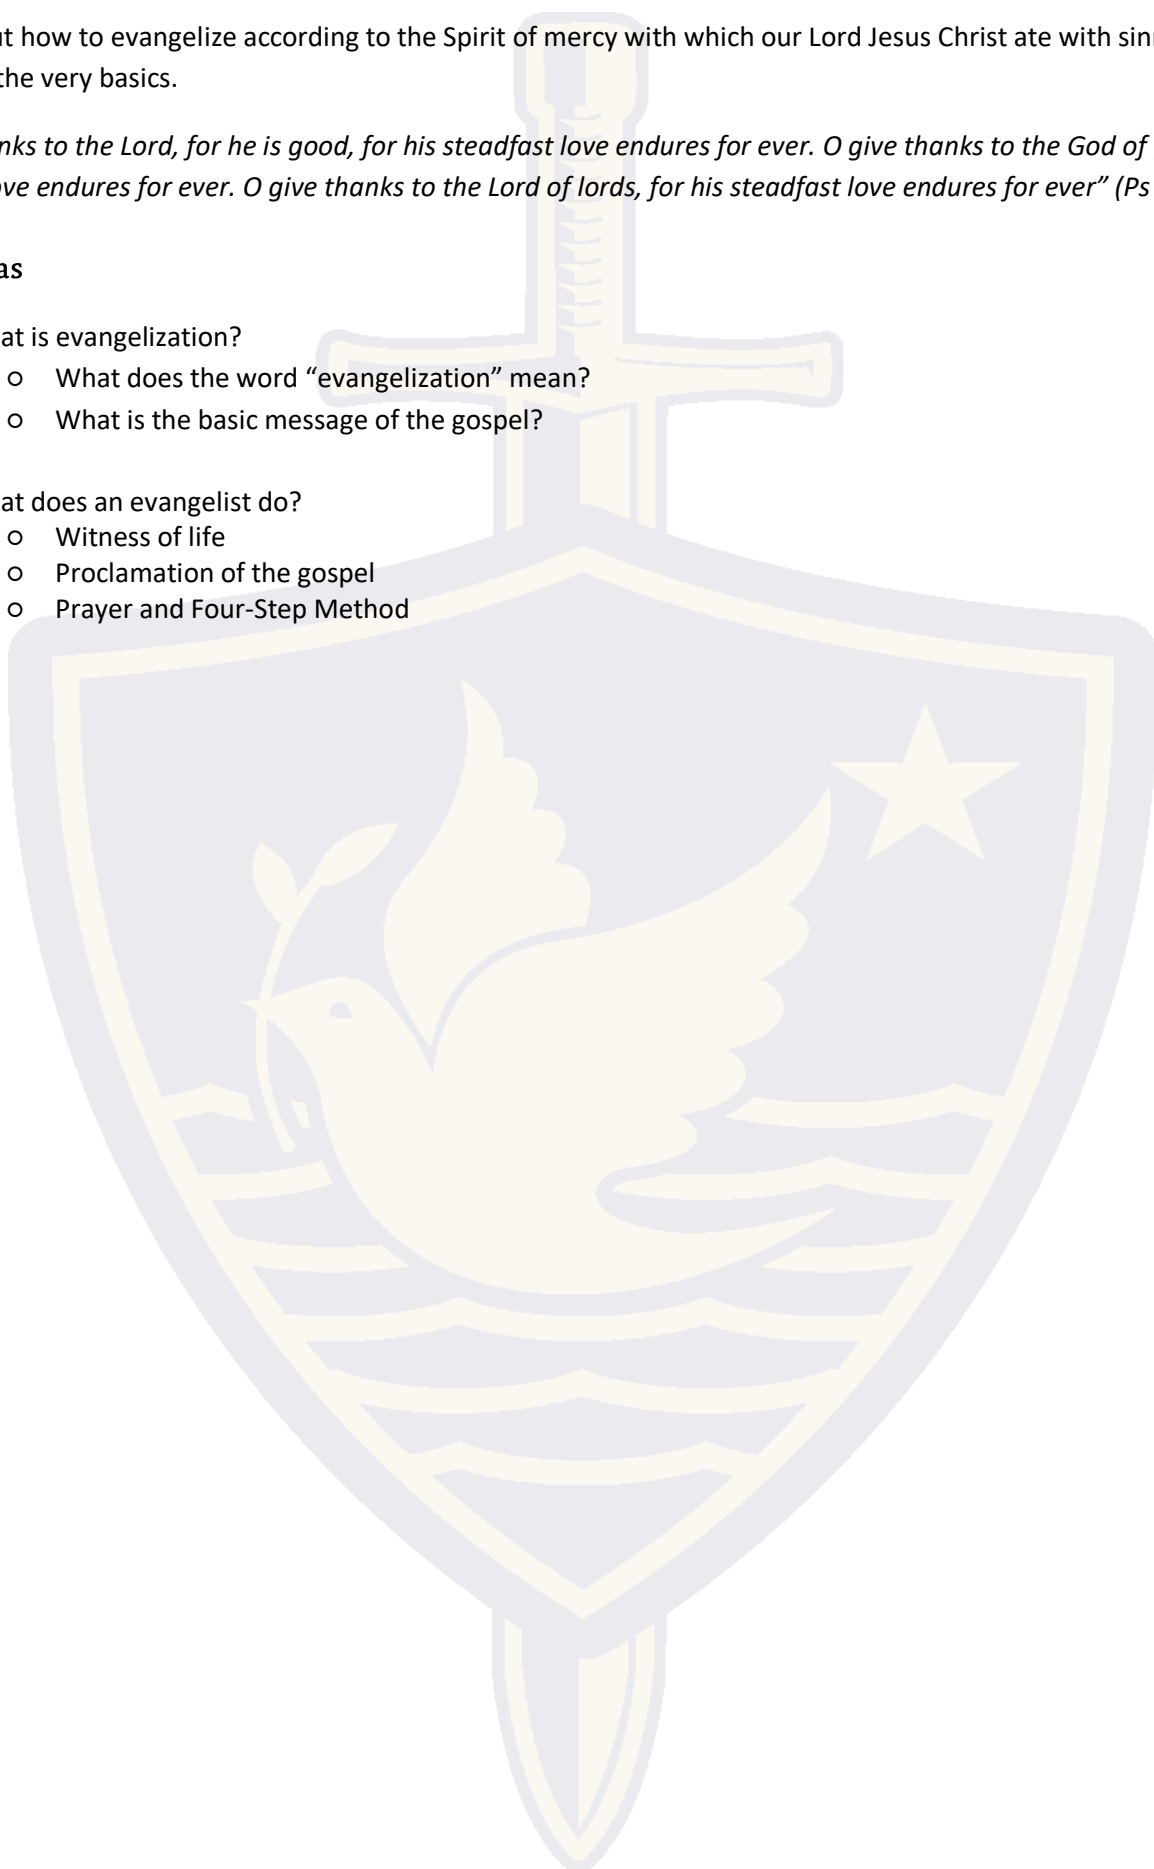 ut how to evangelize according to the Spirit of mercy with which our Lord Jesus Christ ate with sin
the very basics.
nks to the Lord, for he is good, for his steadfast love endures for ever. O give thanks to the God of
ove endures for ever. O give thanks to the Lord of lords, for his steadfast love endures for ever” (Ps
as
at is evangelization?
○ What does the word “evangelization” mean?
○ What is the basic message of the gospel?
at does an evangelist do?
○ Witness of life
○ Proclamation of the gospel
○ Prayer and Four-Step Method